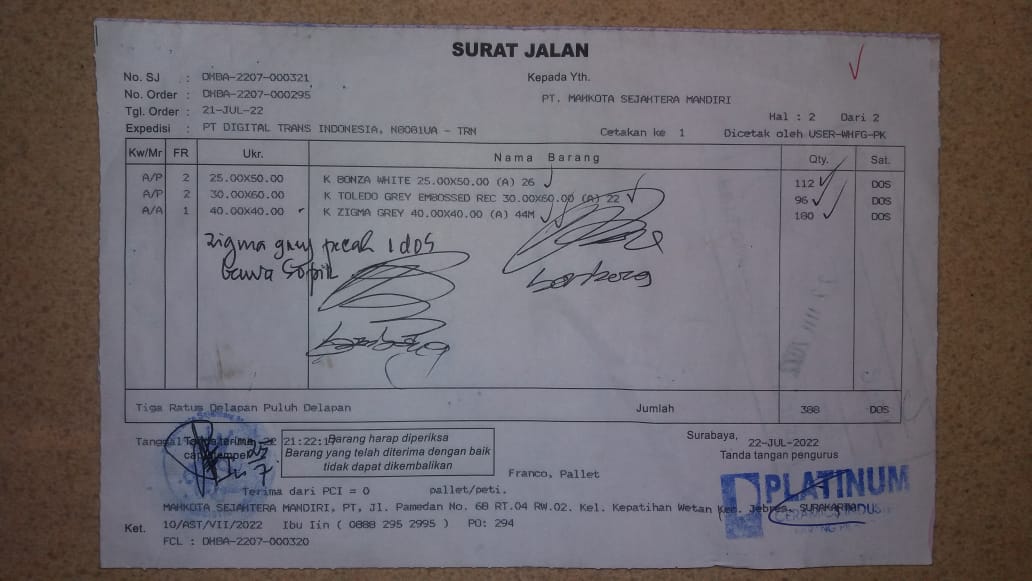 SURAT JALAN
No. SJ : DHBA-2207-000321
Kepada Yth.
No. Order : DHBA-2207-000295
PT. MAHKOTA SEJAHTERA MANDIRI
Tgl. Order : 21-JUL-22
Hal : 2 Dari 2
Expedisi : PT DIGITAL TRANS INDONESIA, N8081UA - TRN
Cetakan ke 1 Dicetak oleh USER-WHFG-PK
Kw/Mr FR Ukr. Nama Barang Qty. Sat.
A/P 2 25.00X50.00 K BONZA WHITE 25.00X50.00 (A) 26 112 DOS
A/P 2 30.00X60.00 K TOLEDO GREY EMBOSSED REC 30.00X60.00 (A) 22 96 DOS
A/A 1 40.00X40.00 K ZIGMA GREY 40.00X40.00 (A) 44M 180 DOS
zigma grey pecah 1 dos
bawa Sopir
Tiga Ratus Delapan Puluh Delapan Jumlah 388 DOS
Tanggal 21:22:1
Surabaya, 22-JUL-2022
Tanda tangan pengurus
Barang harap diperiksa
Barang yang telah diterima dengan baik
tidak dapat dikembalikan
Franco, Pallet
Terima dari PCI = 0 pallet/peti.
PLATINUM
MAHKOTA SEJAHTERA MANDIRI, PT, Jl. Pamedan No. 68 RT.04 RW.02. Kel. Kepatihan Wetan Kec. Jebres.
Ket. 10/AST/VII/2022 Ibu Iin ( 0888 295 2995 ) PO: 294
FCL : DHBA-2207-000320